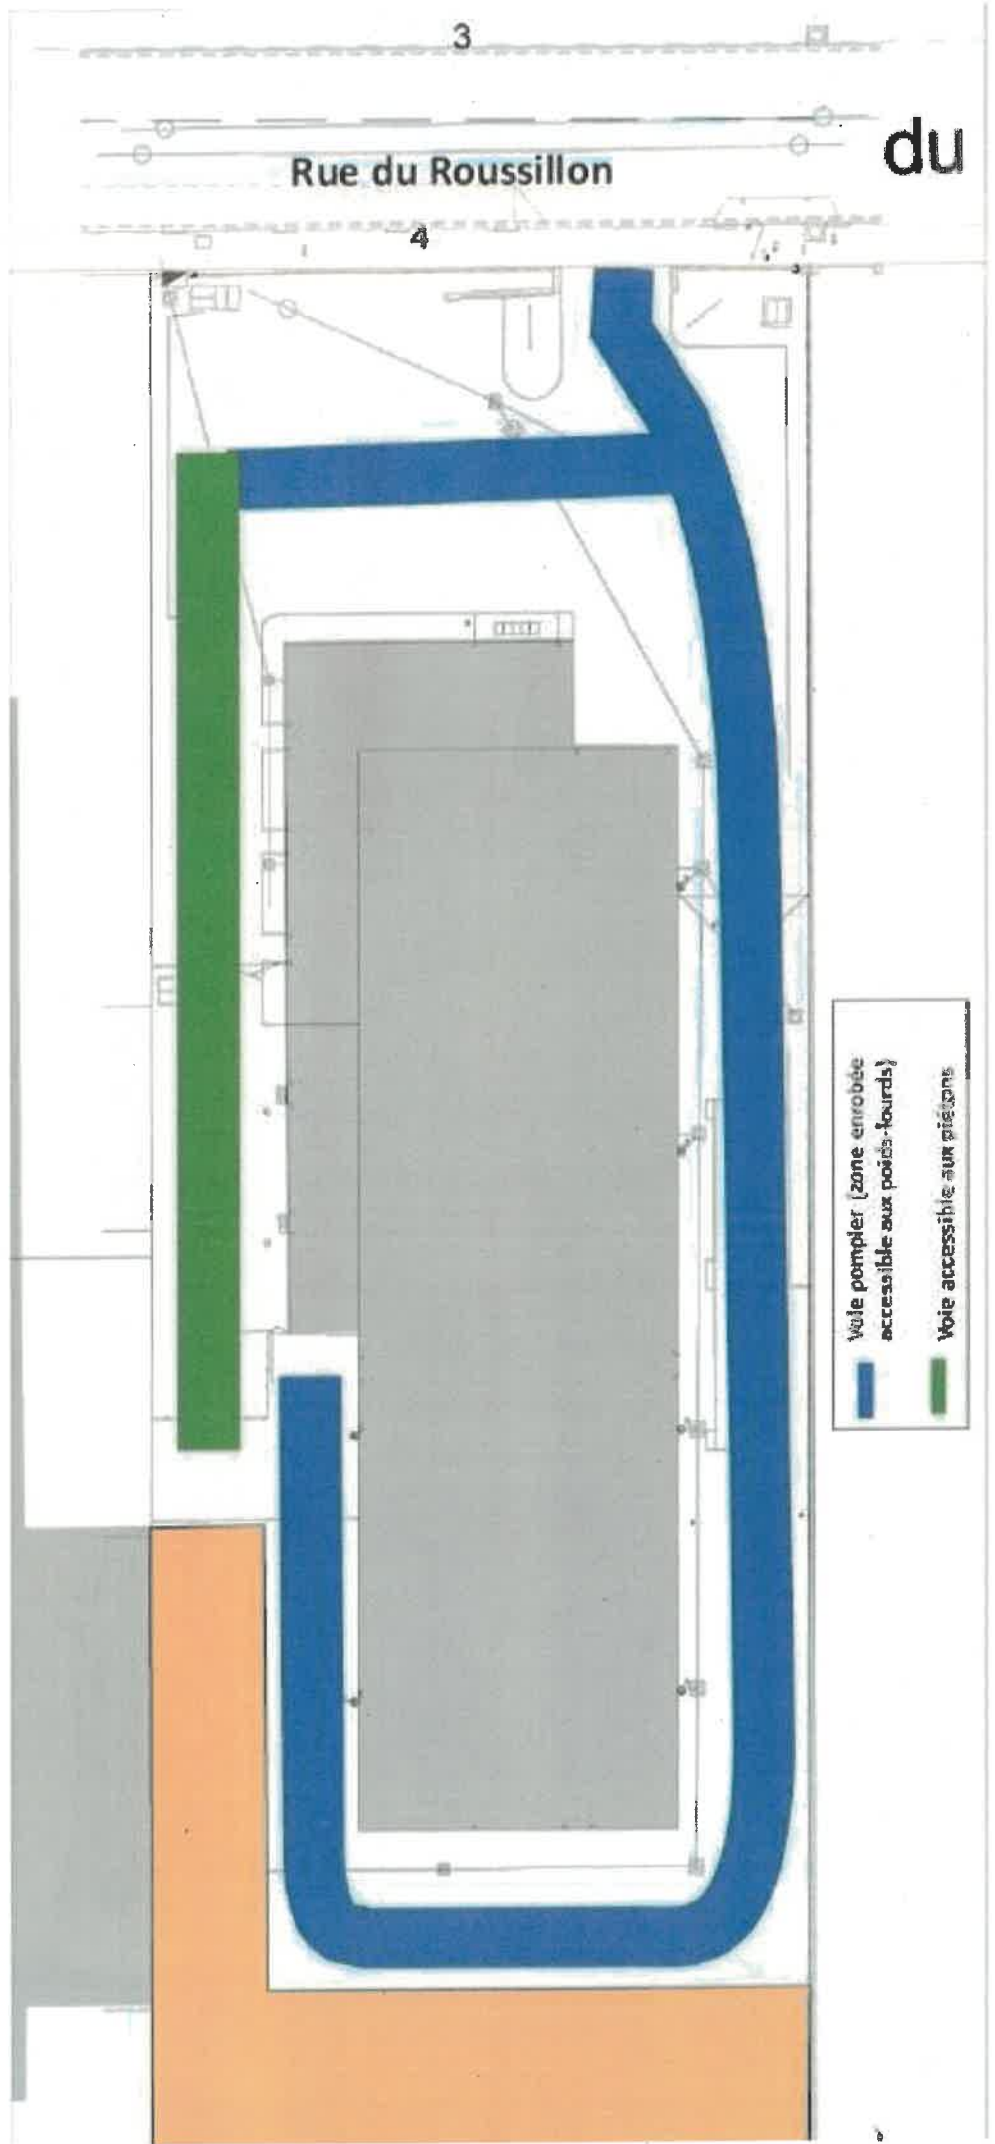 3
Rue du Roussillon
du
4
Voie pompier (zone enrobée
accessible aux poids-lourds)
Voie accessible aux piétons